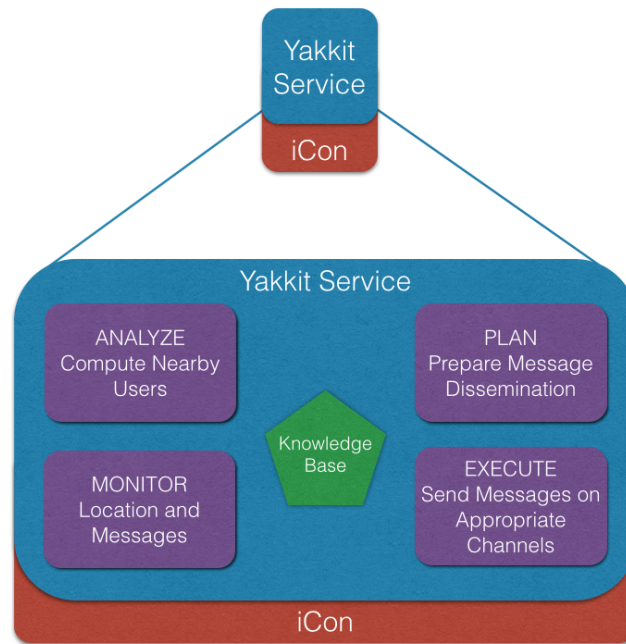 Yakkit
Service
iCon
Yakkit Service
ANALYZE
Compute Nearby
Users
PLAN
Prepare Message
Dissemination
Knowledge
Base
MONITOR
Location and
Messages
EXECUTE
Send Messages on
Appropriate
Channels
iCon